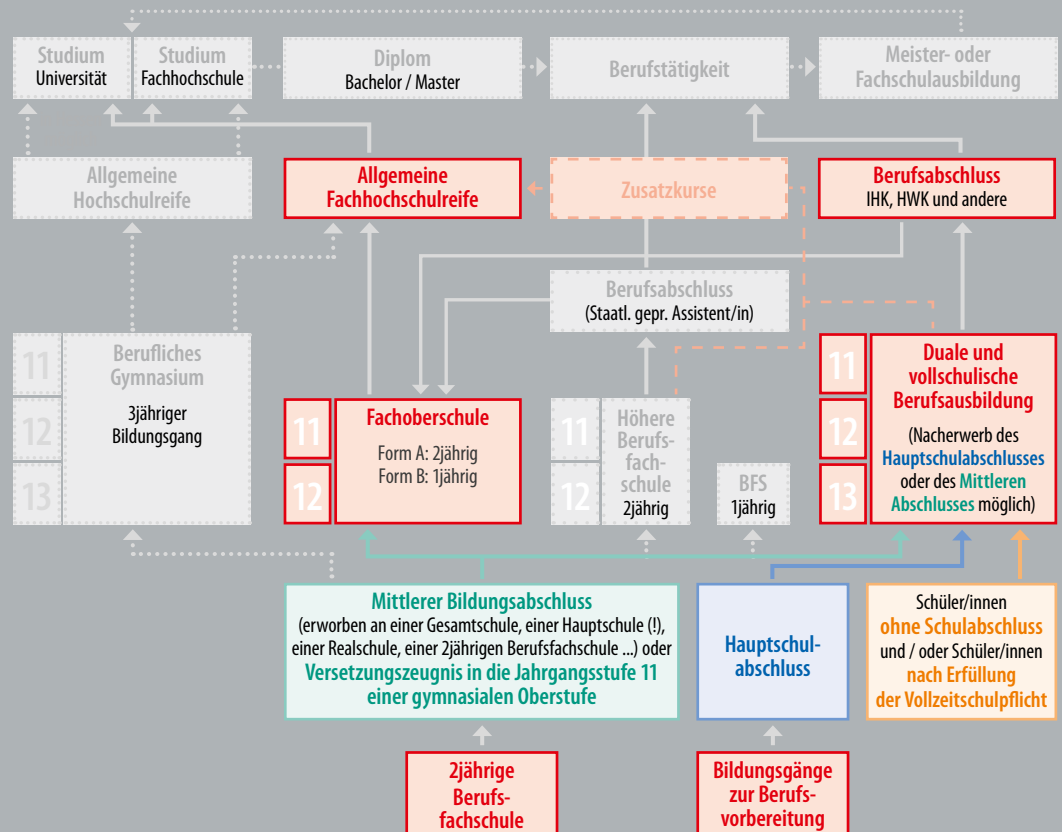 Studium
Universität
Studium
Fachhochschule
Diplom
Bachelor / Master
Berufstätigkeit
Meister- oder
Fachschulausbildung
Allgemeine
Hochschulreife
Allgemeine
Fachhochschulreife
Zusatzkurse
Berufsabschluss
IHK, HWK und andere
Berufsabschluss
(Staatl. gepr. Assistent/in)
11
12
13
Berufliches
Gymnasium
3jähriger
Bildungsgang
11
12
Fachoberschule
Form A: 2jährig
Form B: 1jährig
11
12
Höhere
Berufs-
fach-
schule
2jährig
BFS
1jährig
11
12
13
Duale und
vollschulische
Berufsausbildung
(Nacherwerb des
Hauptschulabschlusses
oder des Mittleren
Abschlusses möglich)
Mittlerer Bildungsabschluss
(erworben an einer Gesamtschule, einer Hauptschule (!),
einer Realschule, einer 2jährigen Berufsfachschule ...) oder
Versetzungszeugnis in die Jahrgangsstufe 11
einer gymnasialen Oberstufe
Hauptschul-
abschluss
Schüler/innen
ohne Schulabschluss
und / oder Schüler/innen
nach Erfüllung
der Vollzeitschulpflicht
2jährige
Berufs-
fachschule
Bildungsgänge
zur Berufs-
vorbereitung